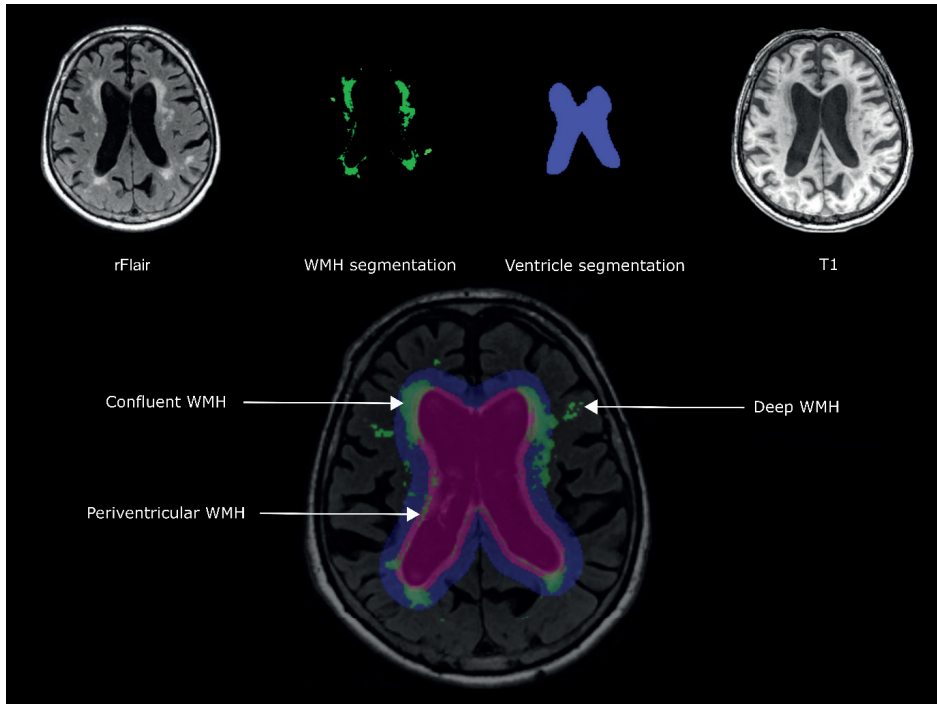 rFlair
WMH segmentation
Ventricle segmentation
T1
Confluent WMH
Deep WMH
Periventricular WMH